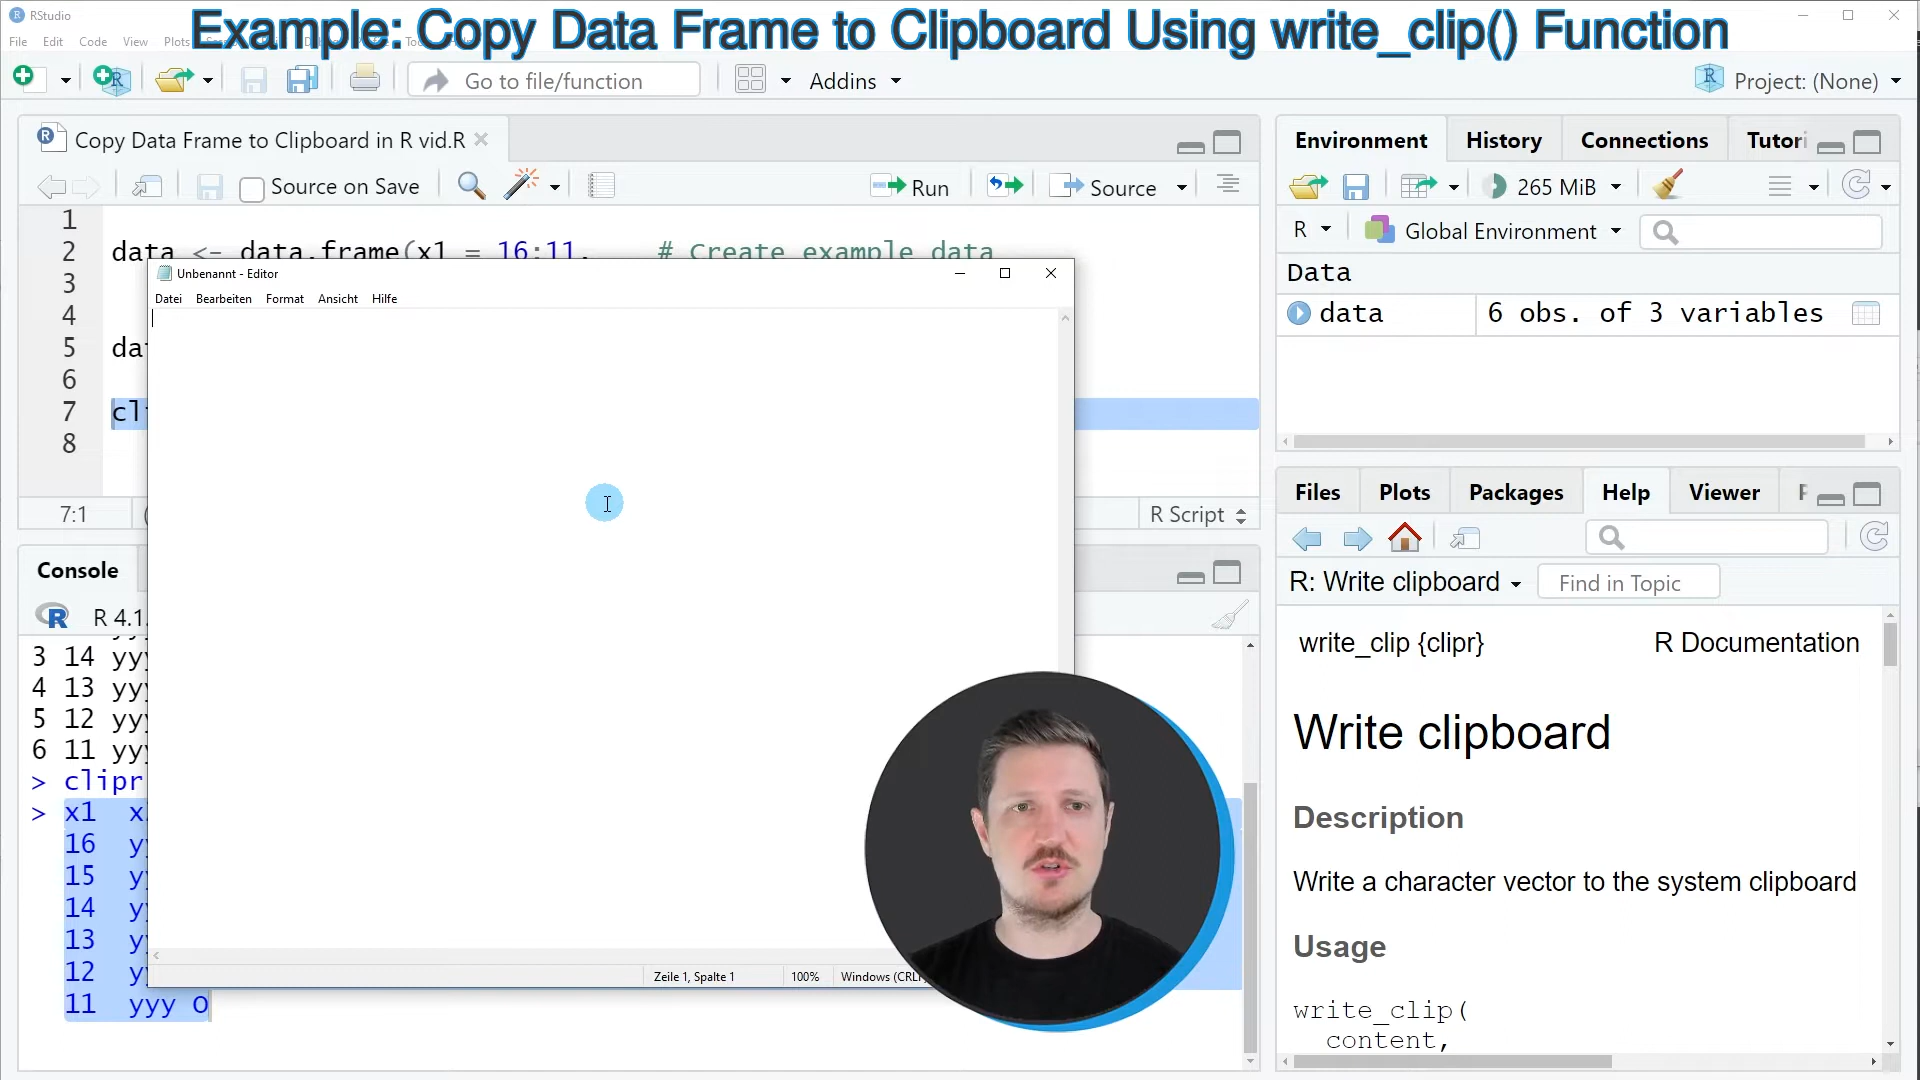 RStudio
Example: Copy Data Frame to Clipboard Using write_clip() Function
File Edit Code View Plots
Go to file/function
Addins
Project: (None)
Copy Data Frame to Clipboard in R vid.R
Source on Save
Run
Source
1
2 data <- data.frame(x1 = 16:11, # Create example data
3
4
5 da
6
7 cl
8
7:1
R Script
Unbenannt - Editor
Datei Bearbeiten Format Ansicht Hilfe
Zeile 1, Spalte 1 100% Windows (CRLF
Console
R 4.1.
3 14 yyy
4 13 yyy
5 12 yyy
6 11 yyy
> clipr
> x1 x
16 yy
15 yy
14 yy
13 yy
12 yy
11 yyy O
Environment History Connections Tutori
265 MiB
R Global Environment
Data
data 6 obs. of 3 variables
Files Plots Packages Help Viewer
R: Write clipboard Find in Topic
write_clip {clipr} R Documentation
Write clipboard
Description
Write a character vector to the system clipboard
Usage
write_clip(
content,